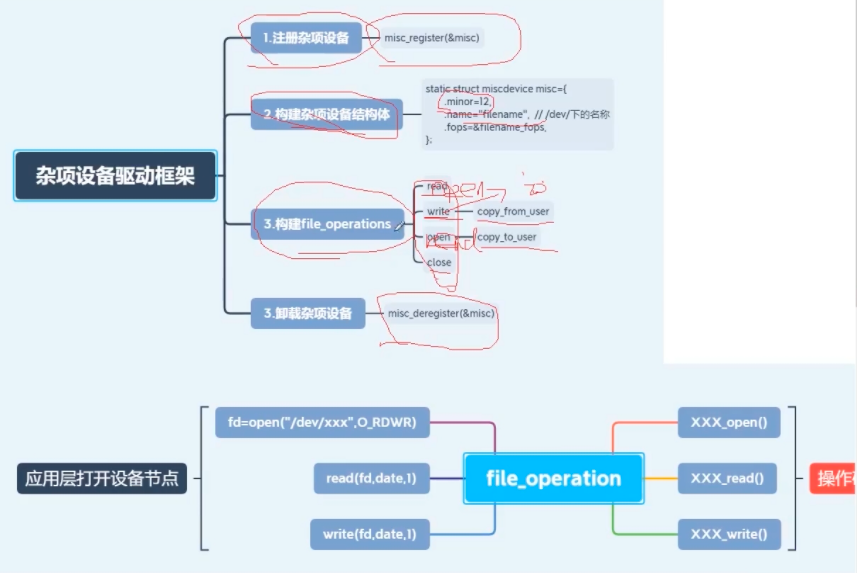 杂项设备驱动框架
1.注册杂项设备
misc_register(&misc)
2.构建杂项设备结构体
static struct miscdevice misc={
.minor=12,
.name="filename", // /dev/下的名称
.fops=&filename_fops,
};
3.构建file_operations
read
write
copy_from_user
open
copy_to_user
close
3.卸载杂项设备
misc_deregister(&misc)
应用层打开设备节点
fd=open("/dev/xxx",O_RDWR)
read(fd,date,1)
write(fd,date,1)
file_operation
XXX_open()
XXX_read()
XXX_write()
操作